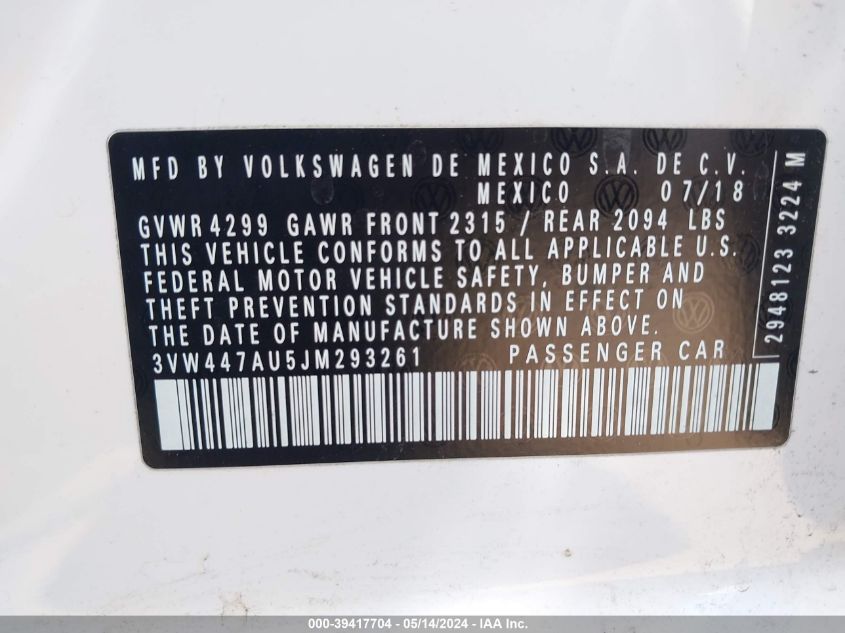 MFD BY VOLKSWAGEN DE MEXICO S.A. DE C.V.
MEXICO 07/18
GVWR 4299 GAWR FRONT 2315 / REAR 2094 LBS
THIS VEHICLE CONFORMS TO ALL APPLICABLE U.S.
FEDERAL MOTOR VEHICLE SAFETY, BUMPER AND
THEFT PREVENTION STANDARDS IN EFFECT ON
THE DATE OF MANUFACTURE SHOWN ABOVE.
3VW447AU5JM293261 PASSENGER CAR
2948123 3224 M
000-39417704 - 05/14/2024 - IAA Inc.